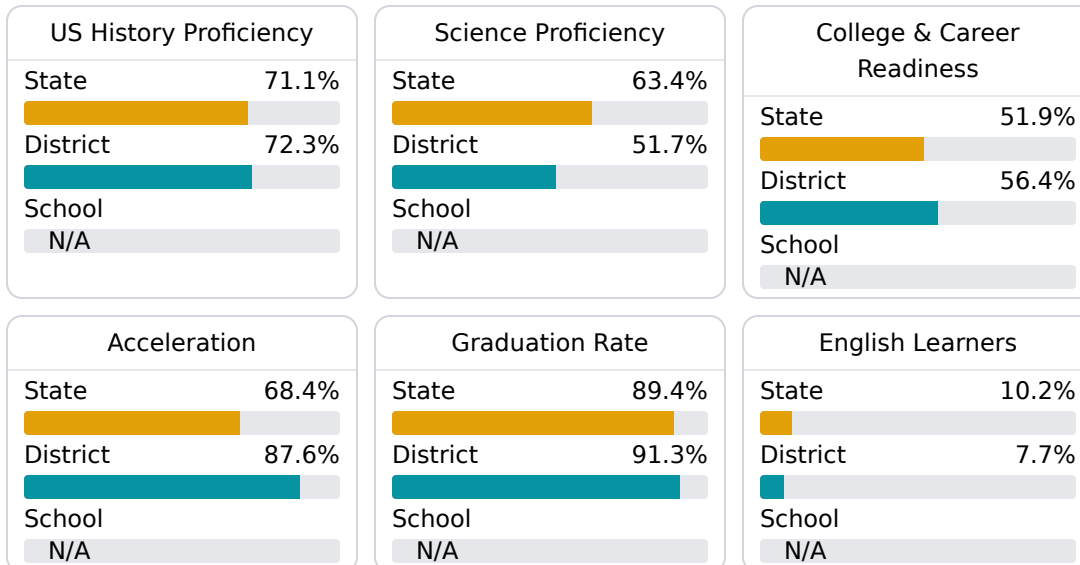 US History Proficiency
State 71.1%
District 72.3%
School
N/A
Science Proficiency
State 63.4%
District 51.7%
School
N/A
College & Career
Readiness
State 51.9%
District 56.4%
School
N/A
Acceleration
State 68.4%
District 87.6%
School
N/A
Graduation Rate
State 89.4%
District 91.3%
School
N/A
English Learners
State 10.2%
District 7.7%
School
N/A